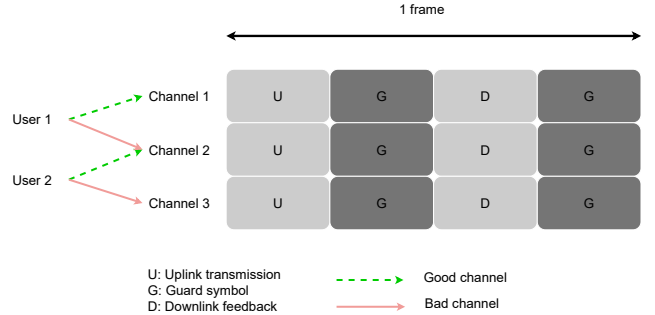 1 frame
Channel 1 U G D G
User 1
Channel 2 U G D G
User 2
Channel 3 U G D G
U: Uplink transmission
G: Guard symbol
D: Downlink feedback
Good channel
Bad channel